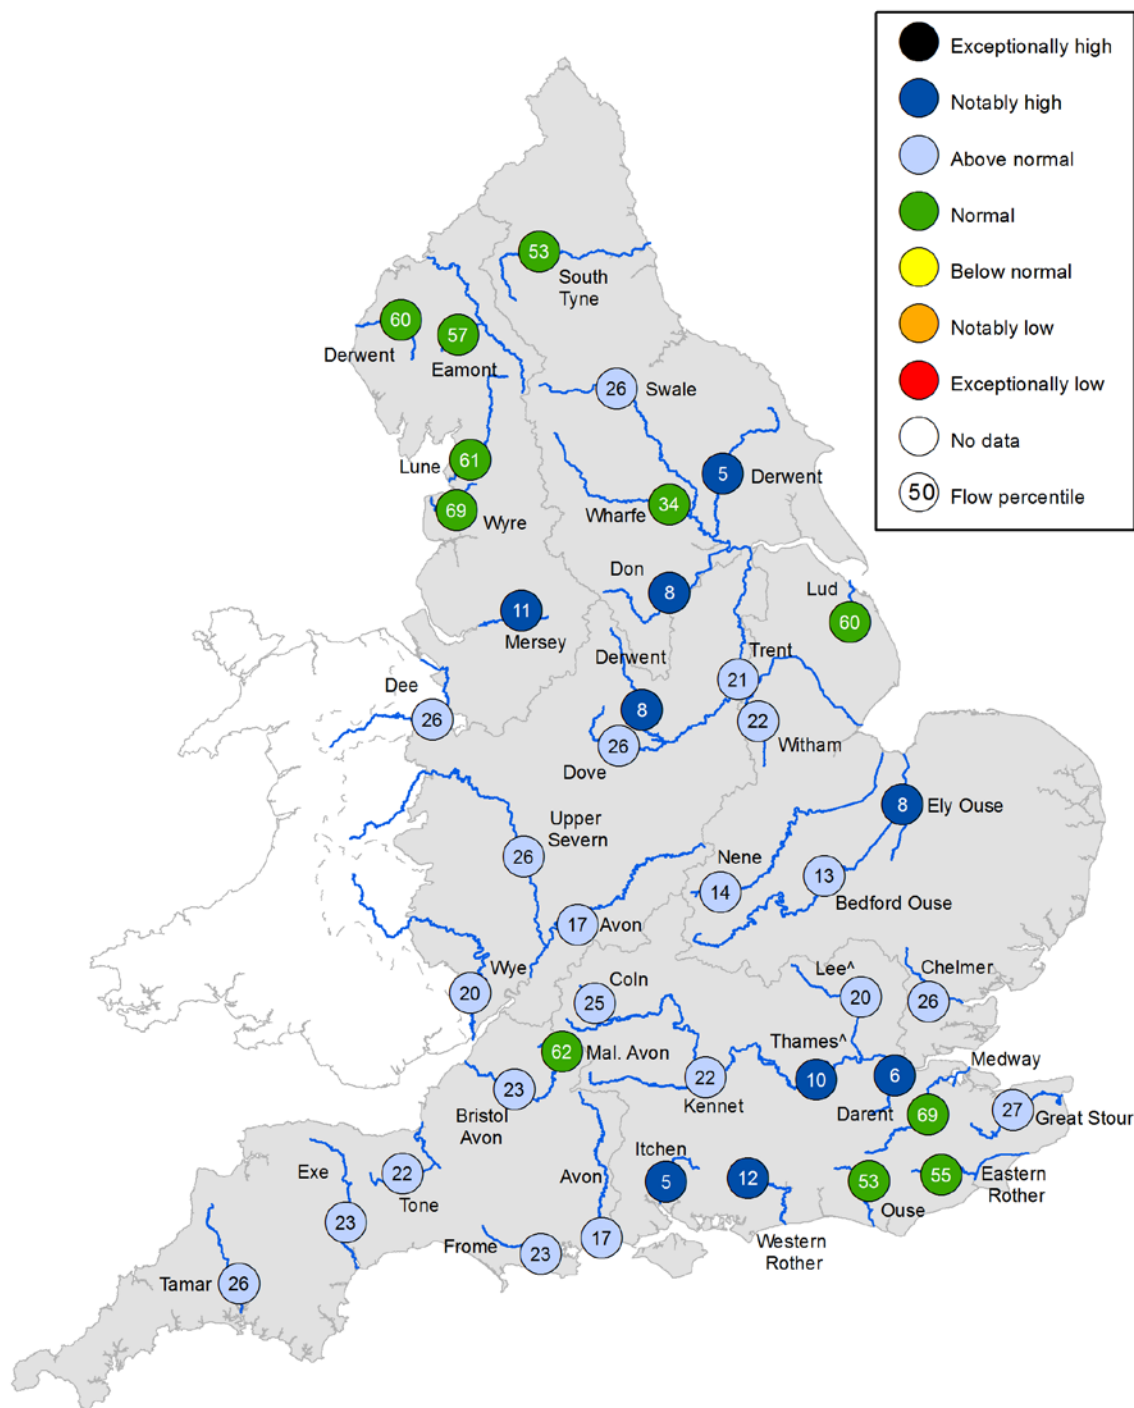 Exceptionally high
Notably high
Above normal
Normal
Below normal
Notably low
Exceptionally low
No data
50 Flow percentile
53
South
Tyne
60
57
Derwent
Eamont
26 Swale
Lune 61
5 Derwent
69 Wyre
Wharfe 34
Don
8
Lud
11
60
Mersey
Derwent
Trent
Dee
21
26
8
22
26
Witham
Dove
8 Ely Ouse
Upper
Severn
26
Nene
14
13
Bedford Ouse
17 Avon
Wye
20
Coln
25
Lee^
20
Chelmer
26
62 Mal. Avon
Thames^
Medway
23
22
10
6
Bristol
Avon
Kennet
Darent
69
27 Great Stour
Itchen
Exe
22
Tone
Avon
5
12
53
55
Eastern
Rother
Ouse
23
Frome
23
17
Western
Rother
Tamar 26